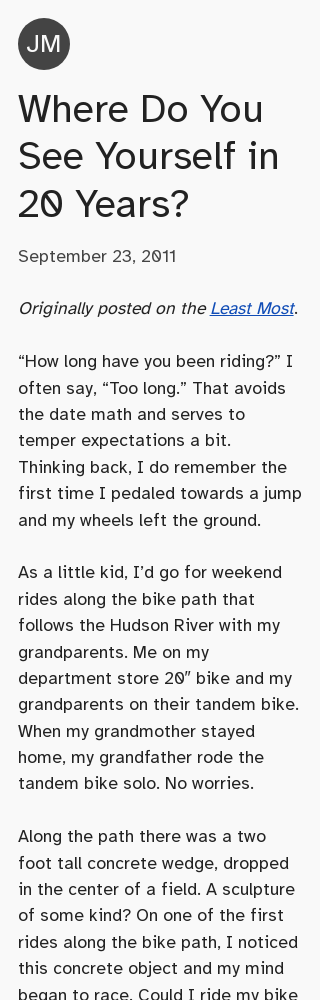 JM
Where Do You
See Yourself in
20 Years?
September 23, 2011
Originally posted on the Least Most.
“How long have you been riding?” I
often say, “Too long.” That avoids
the date math and serves to
temper expectations a bit.
Thinking back, I do remember the
first time I pedaled towards a jump
and my wheels left the ground.
As a little kid, I’d go for weekend
rides along the bike path that
follows the Hudson River with my
grandparents. Me on my
department store 20″ bike and my
grandparents on their tandem bike.
When my grandmother stayed
home, my grandfather rode the
tandem bike solo. No worries.
Along the path there was a two
foot tall concrete wedge, dropped
in the center of a field. A sculpture
of some kind? On one of the first
rides along the bike path, I noticed
this concrete object and my mind
began to race. Could I ride my bike